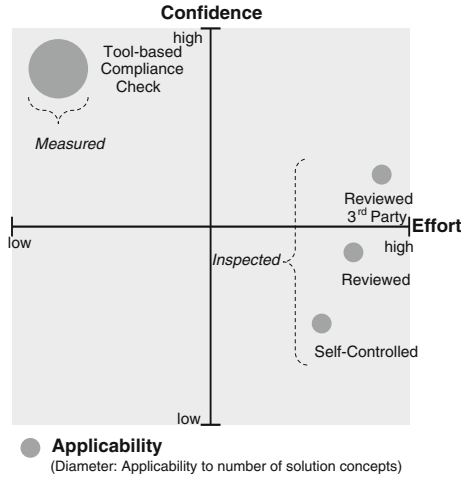 Confidence
high
Tool-based
Compliance
Check
Measured
Reviewed
3rd Party
Effort
low
high
Inspected
Reviewed
Self-Controlled
low
Applicability
(Diameter: Applicability to number of solution concepts)